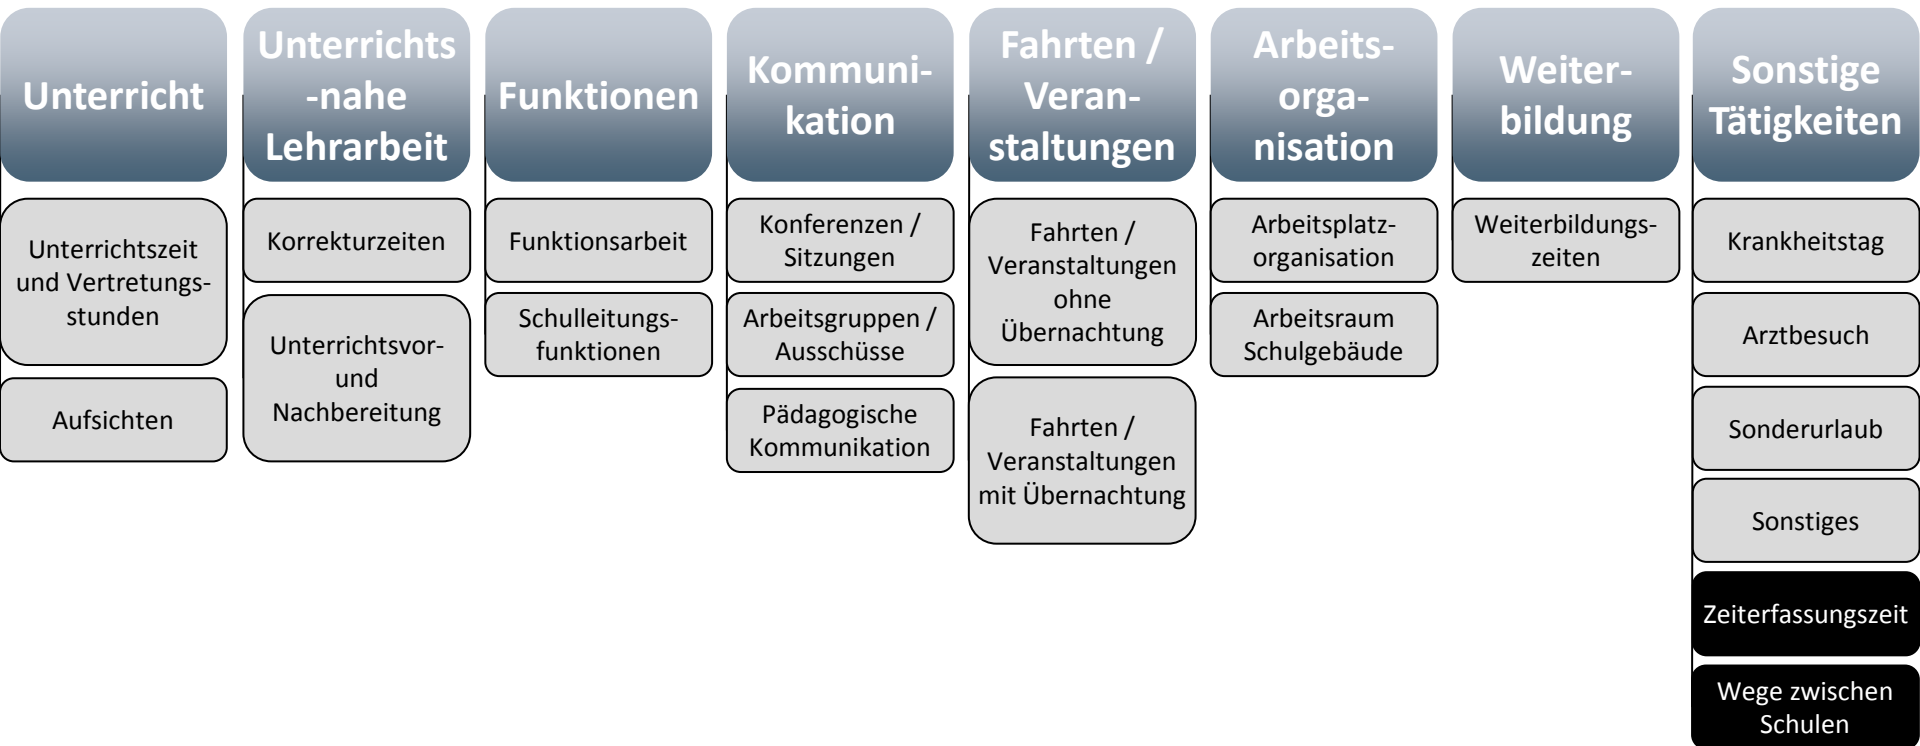 Unterricht
Unterrichtszeit
und Vertretungs-
stunden
Aufsichten
Unterrichts
-nahe
Lehrarbeit
Korrekturzeiten
Unterrichtsvor-
und
Nachbereitung
Funktionen
Funktionsarbeit
Schulleitungs-
funktionen
Kommuni-
kation
Konferenzen /
Sitzungen
Arbeitsgruppen /
Ausschüsse
Pädagogische
Kommunikation
Fahrten /
Veran-
staltungen
Fahrten /
Veranstaltungen
ohne
Übernachtung
Fahrten /
Veranstaltungen
mit Übernachtung
Arbeits-
orga-
nisation
Arbeitsplatz-
organisation
Arbeitsraum
Schulgebäude
Weiter-
bildung
Weiterbildungs-
zeiten
Sonstige
Tätigkeiten
Krankheitstag
Arztbesuch
Sonderurlaub
Sonstiges
Zeiterfassungszeit
Wege zwischen
Schulen